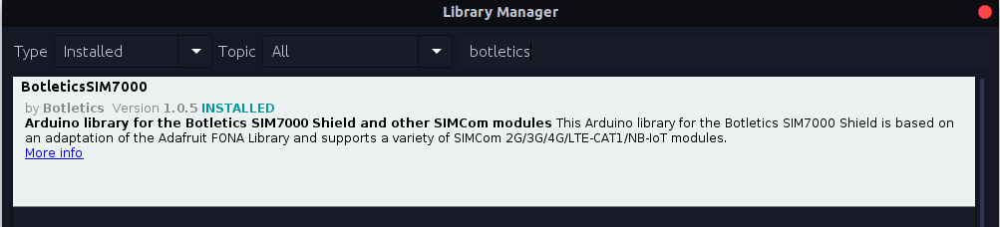 Library Manager
Type Installed Topic All botletics
BotleticsSIM7000
by Botletics Version 1.0.5 INSTALLED
Arduino library for the Botletics SIM7000 Shield and other SIMCom modules This Arduino library for the Botletics SIM7000 Shield is based on
an adaptation of the Adafruit FONA Library and supports a variety of SIMCom 2G/3G/4G/LTE-CAT1/NB-IoT modules.
More info